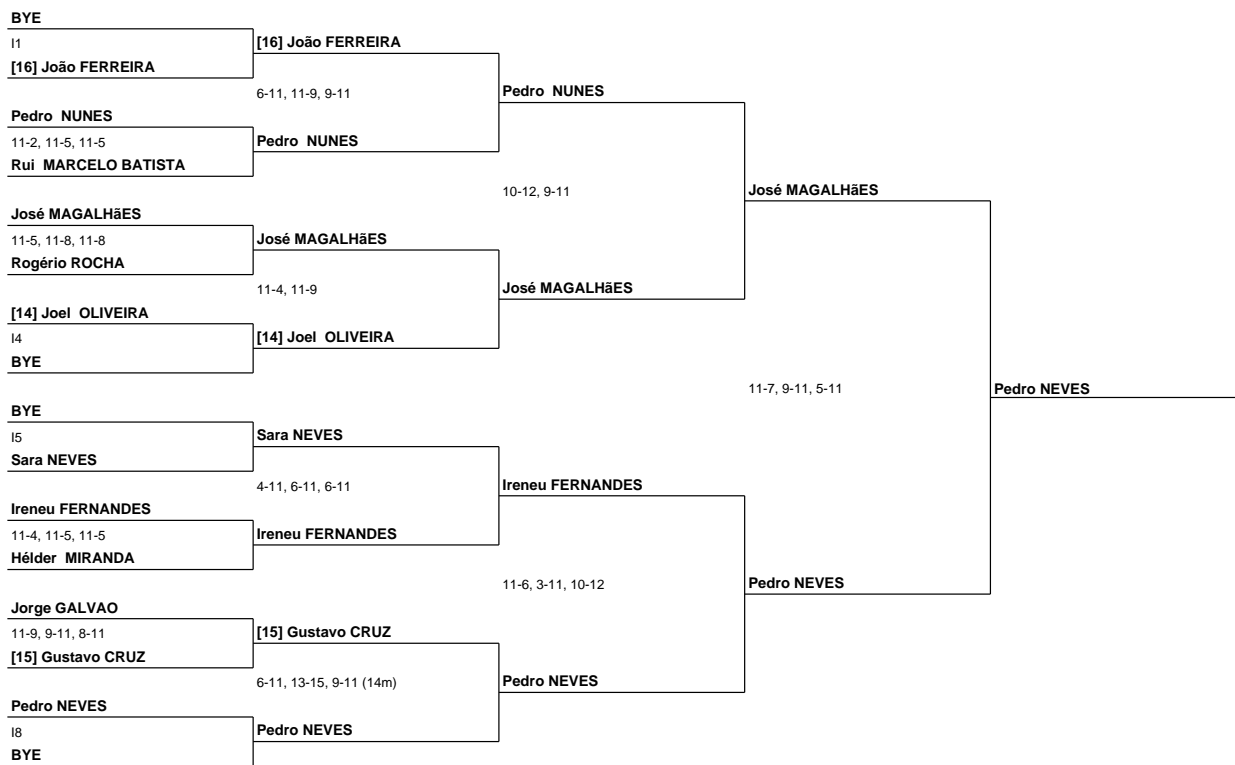 BYE
I1
[16] João FERREIRA
[16] João FERREIRA
6-11, 11-9, 9-11
Pedro NUNES
Pedro NUNES
11-2, 11-5, 11-5
Pedro NUNES
Rui MARCELO BATISTA
10-12, 9-11
José MAGALHãES
José MAGALHãES
11-5, 11-8, 11-8
José MAGALHãES
Rogério ROCHA
11-4, 11-9
José MAGALHãES
[14] Joel OLIVEIRA
I4
[14] Joel OLIVEIRA
BYE
11-7, 9-11, 5-11
Pedro NEVES
BYE
I5
Sara NEVES
Sara NEVES
4-11, 6-11, 6-11
Ireneu FERNANDES
Ireneu FERNANDES
11-4, 11-5, 11-5
Ireneu FERNANDES
Hélder MIRANDA
11-6, 3-11, 10-12
Pedro NEVES
Jorge GALVAO
11-9, 9-11, 8-11
[15] Gustavo CRUZ
[15] Gustavo CRUZ
6-11, 13-15, 9-11 (14m)
Pedro NEVES
Pedro NEVES
I8
Pedro NEVES
BYE